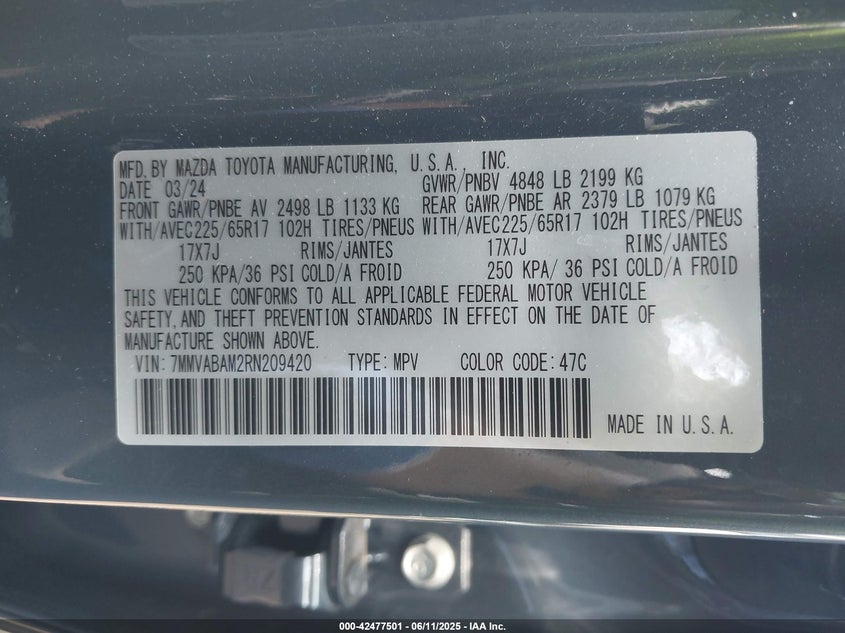 MFD. BY MAZDA TOYOTA MANUFACTURING, U.S.A., INC.
DATE 03/24 GVWR/PNBV 4848 LB 2199 KG
FRONT GAWR/PNBE AV 2498 LB 1133 KG REAR GAWR/PNBE AR 2379 LB 1079 KG
WITH/AVEC225/65R17 102H TIRES/PNEUS WITH/AVEC225/65R17 102H TIRES/PNEUS
17X7J RIMS/JANTES 17X7J RIMS/JANTES
250 KPA/36 PSI COLD/A FROID 250 KPA/ 36 PSI COLD/A FROID
THIS VEHICLE CONFORMS TO ALL APPLICABLE FEDERAL MOTOR VEHICLE
SAFETY, AND THEFT PREVENTION STANDARDS IN EFFECT ON THE DATE OF
MANUFACTURE SHOWN ABOVE.
VIN: 7MMVABAM2RN209420 TYPE: MPV COLOR CODE: 47C
MADE IN U.S.A.
000-42477501 - 06/11/2025 - IAA Inc.